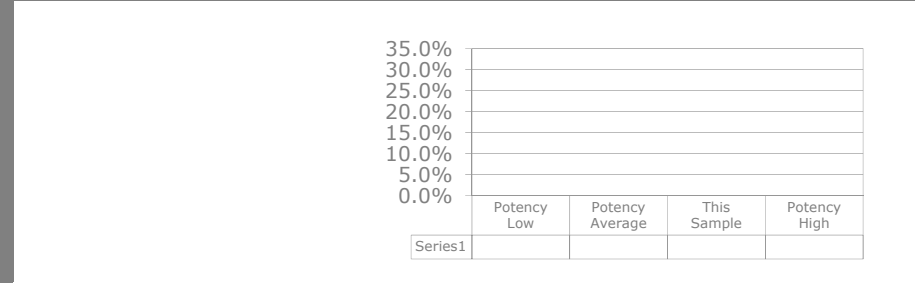 35.0%
30.0%
25.0%
20.0%
15.0%
10.0%
5.0%
0.0%
Potency Low
Potency Average
This Sample
Potency High
Series1